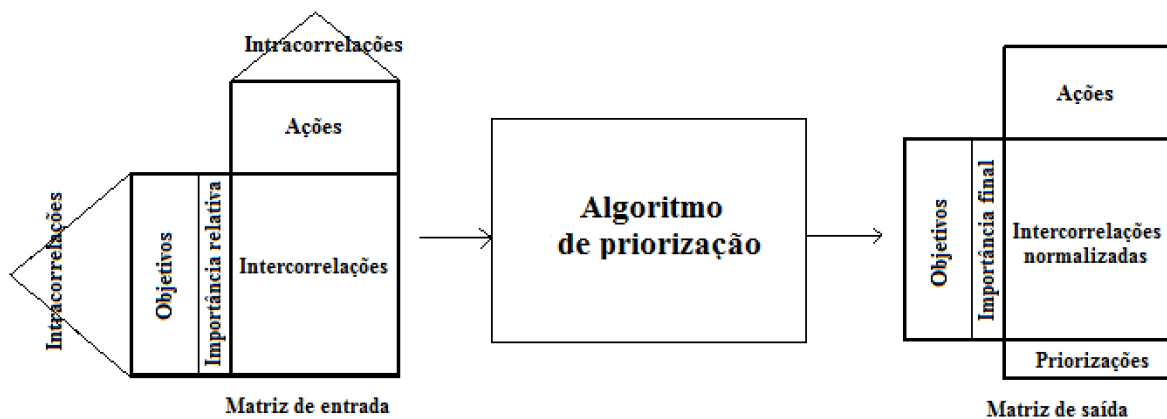 Intracorrelações
Ações
Intracorrelações
Objetivos
Importância relativa
Intercorrelações
Matriz de entrada
Algoritmo
de priorização
Ações
Objetivos
Importância final
Intercorrelações
normalizadas
Priorizações
Matriz de saída